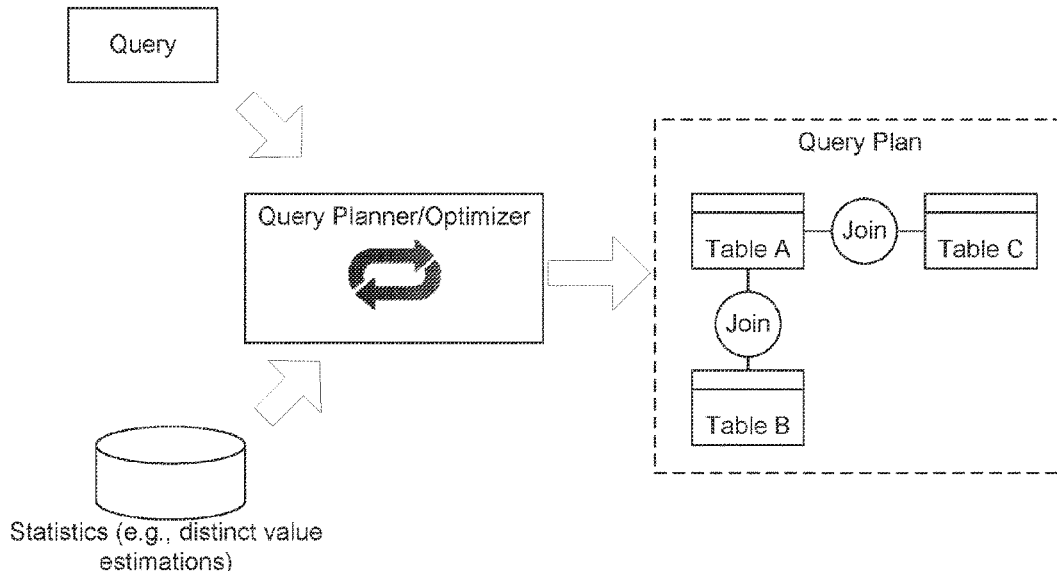 Query
Query Plan
Query Planner/Optimizer
Table A
Join
Table C
Join
Table B
Statistics (e.g., distinct value
estimations)